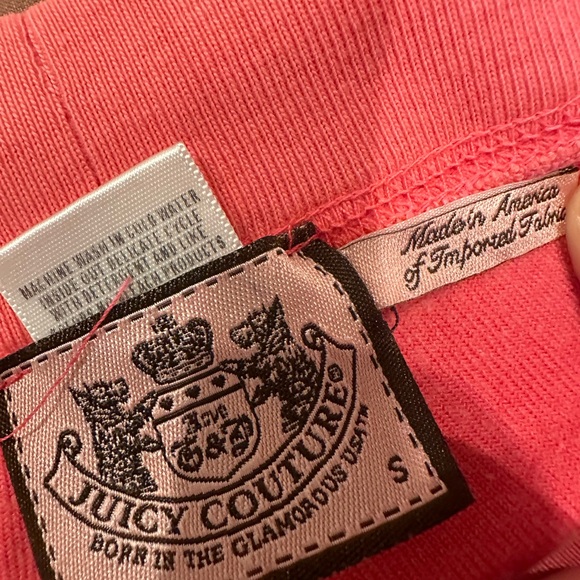 MACHINE WASH IN COLD WATER
INSIDE OUT DELICATE CYCLE
WITH DETERGENT AND LIKE
PRODUCTS
Made in America
of Imported Fabric
Love
G&P
JUICY COUTURE®
BORN IN THE GLAMOROUS USA™
S